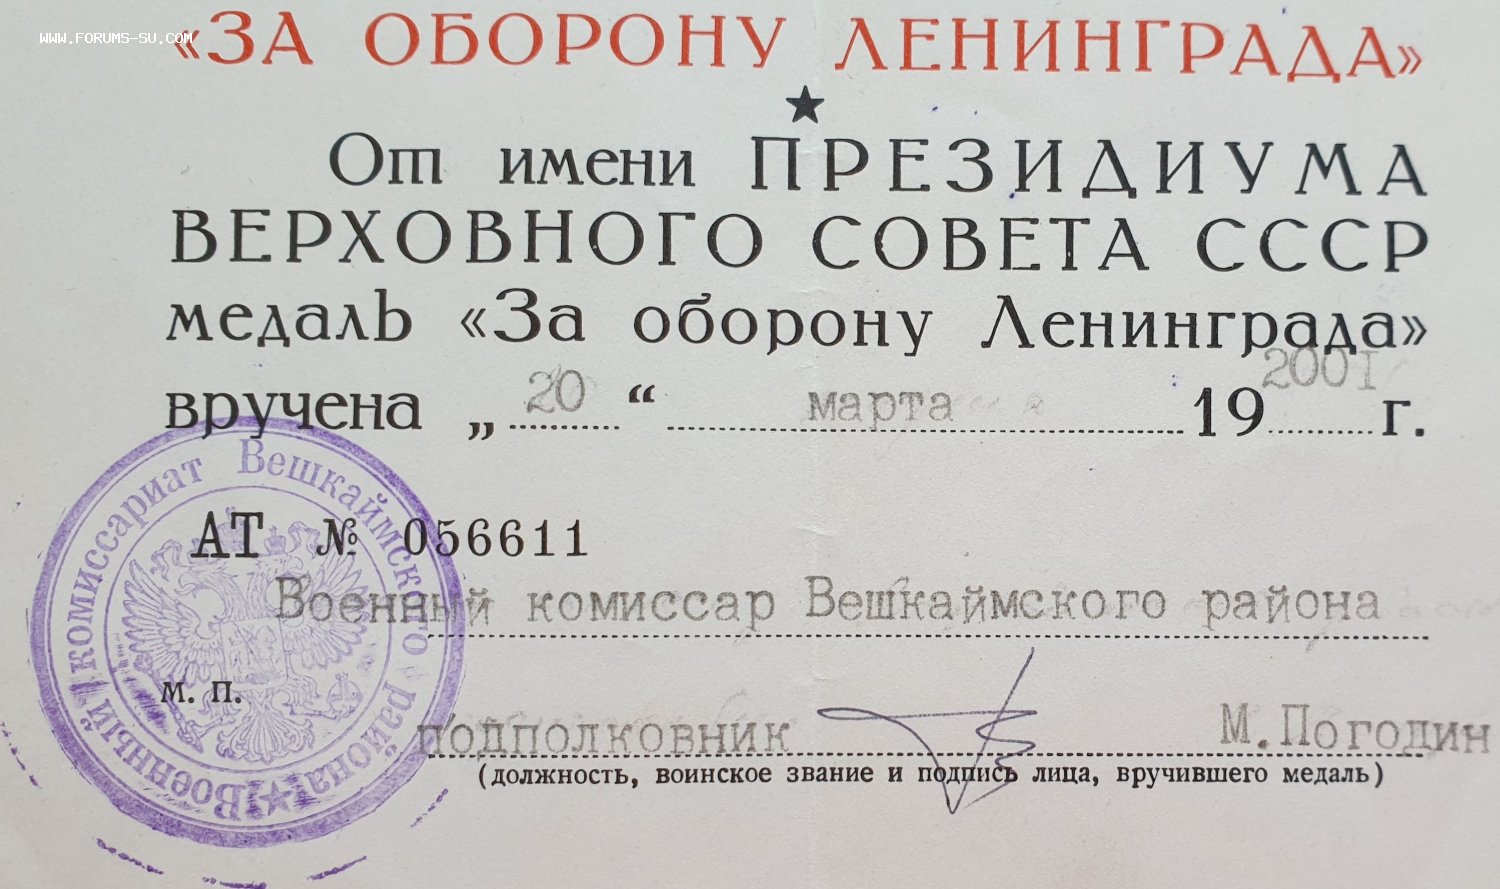 WWW.FORUMS-SU.COM
«ЗА ОБОРОНУ ЛЕНИНГРАДА»
От имени ПРЕЗИДИУМА
ВЕРХОВНОГО СОВЕТА СССР
медаль «За оборону Ленинграда»
вручена „20“ марта 19 2001 г.
АТ № 056611
Военный комиссар Вешкаймского района
м. п.
подполковник М.Погодин
(должность, воинское звание и подпись лица, вручившего медаль)
Военный комиссариат Вешкаймского района